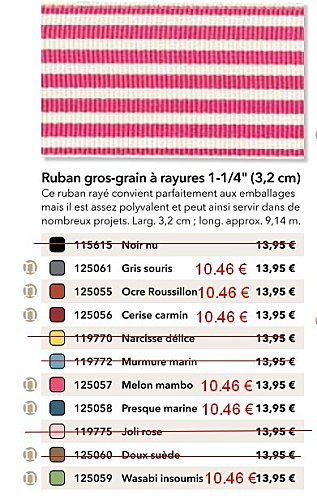 Ruban gros-grain à rayures 1-1/4" (3,2 cm)
Ce ruban rayé convient parfaitement aux emballages
mais il est assez polyvalent et peut ainsi servir dans de
nombreux projets. Larg. 3,2 cm ; long. approx. 9,14 m.
115615 Noir nu 13,95 €
125061 Gris souris 10.46 € 13,95 €
125055 Ocre Roussillon 10.46 € 13,95 €
125056 Cerise carmin 10.46 € 13,95 €
119770 Narcisse délice 13,95 €
119772 Murmure marin 13,95 €
125057 Melon mambo 10.46 € 13,95 €
125058 Presque marine 10.46 € 13,95 €
119775 Joli rose 13,95 €
125060 Doux suède 13,95 €
125059 Wasabi insoumis 10.46 € 13,95 €